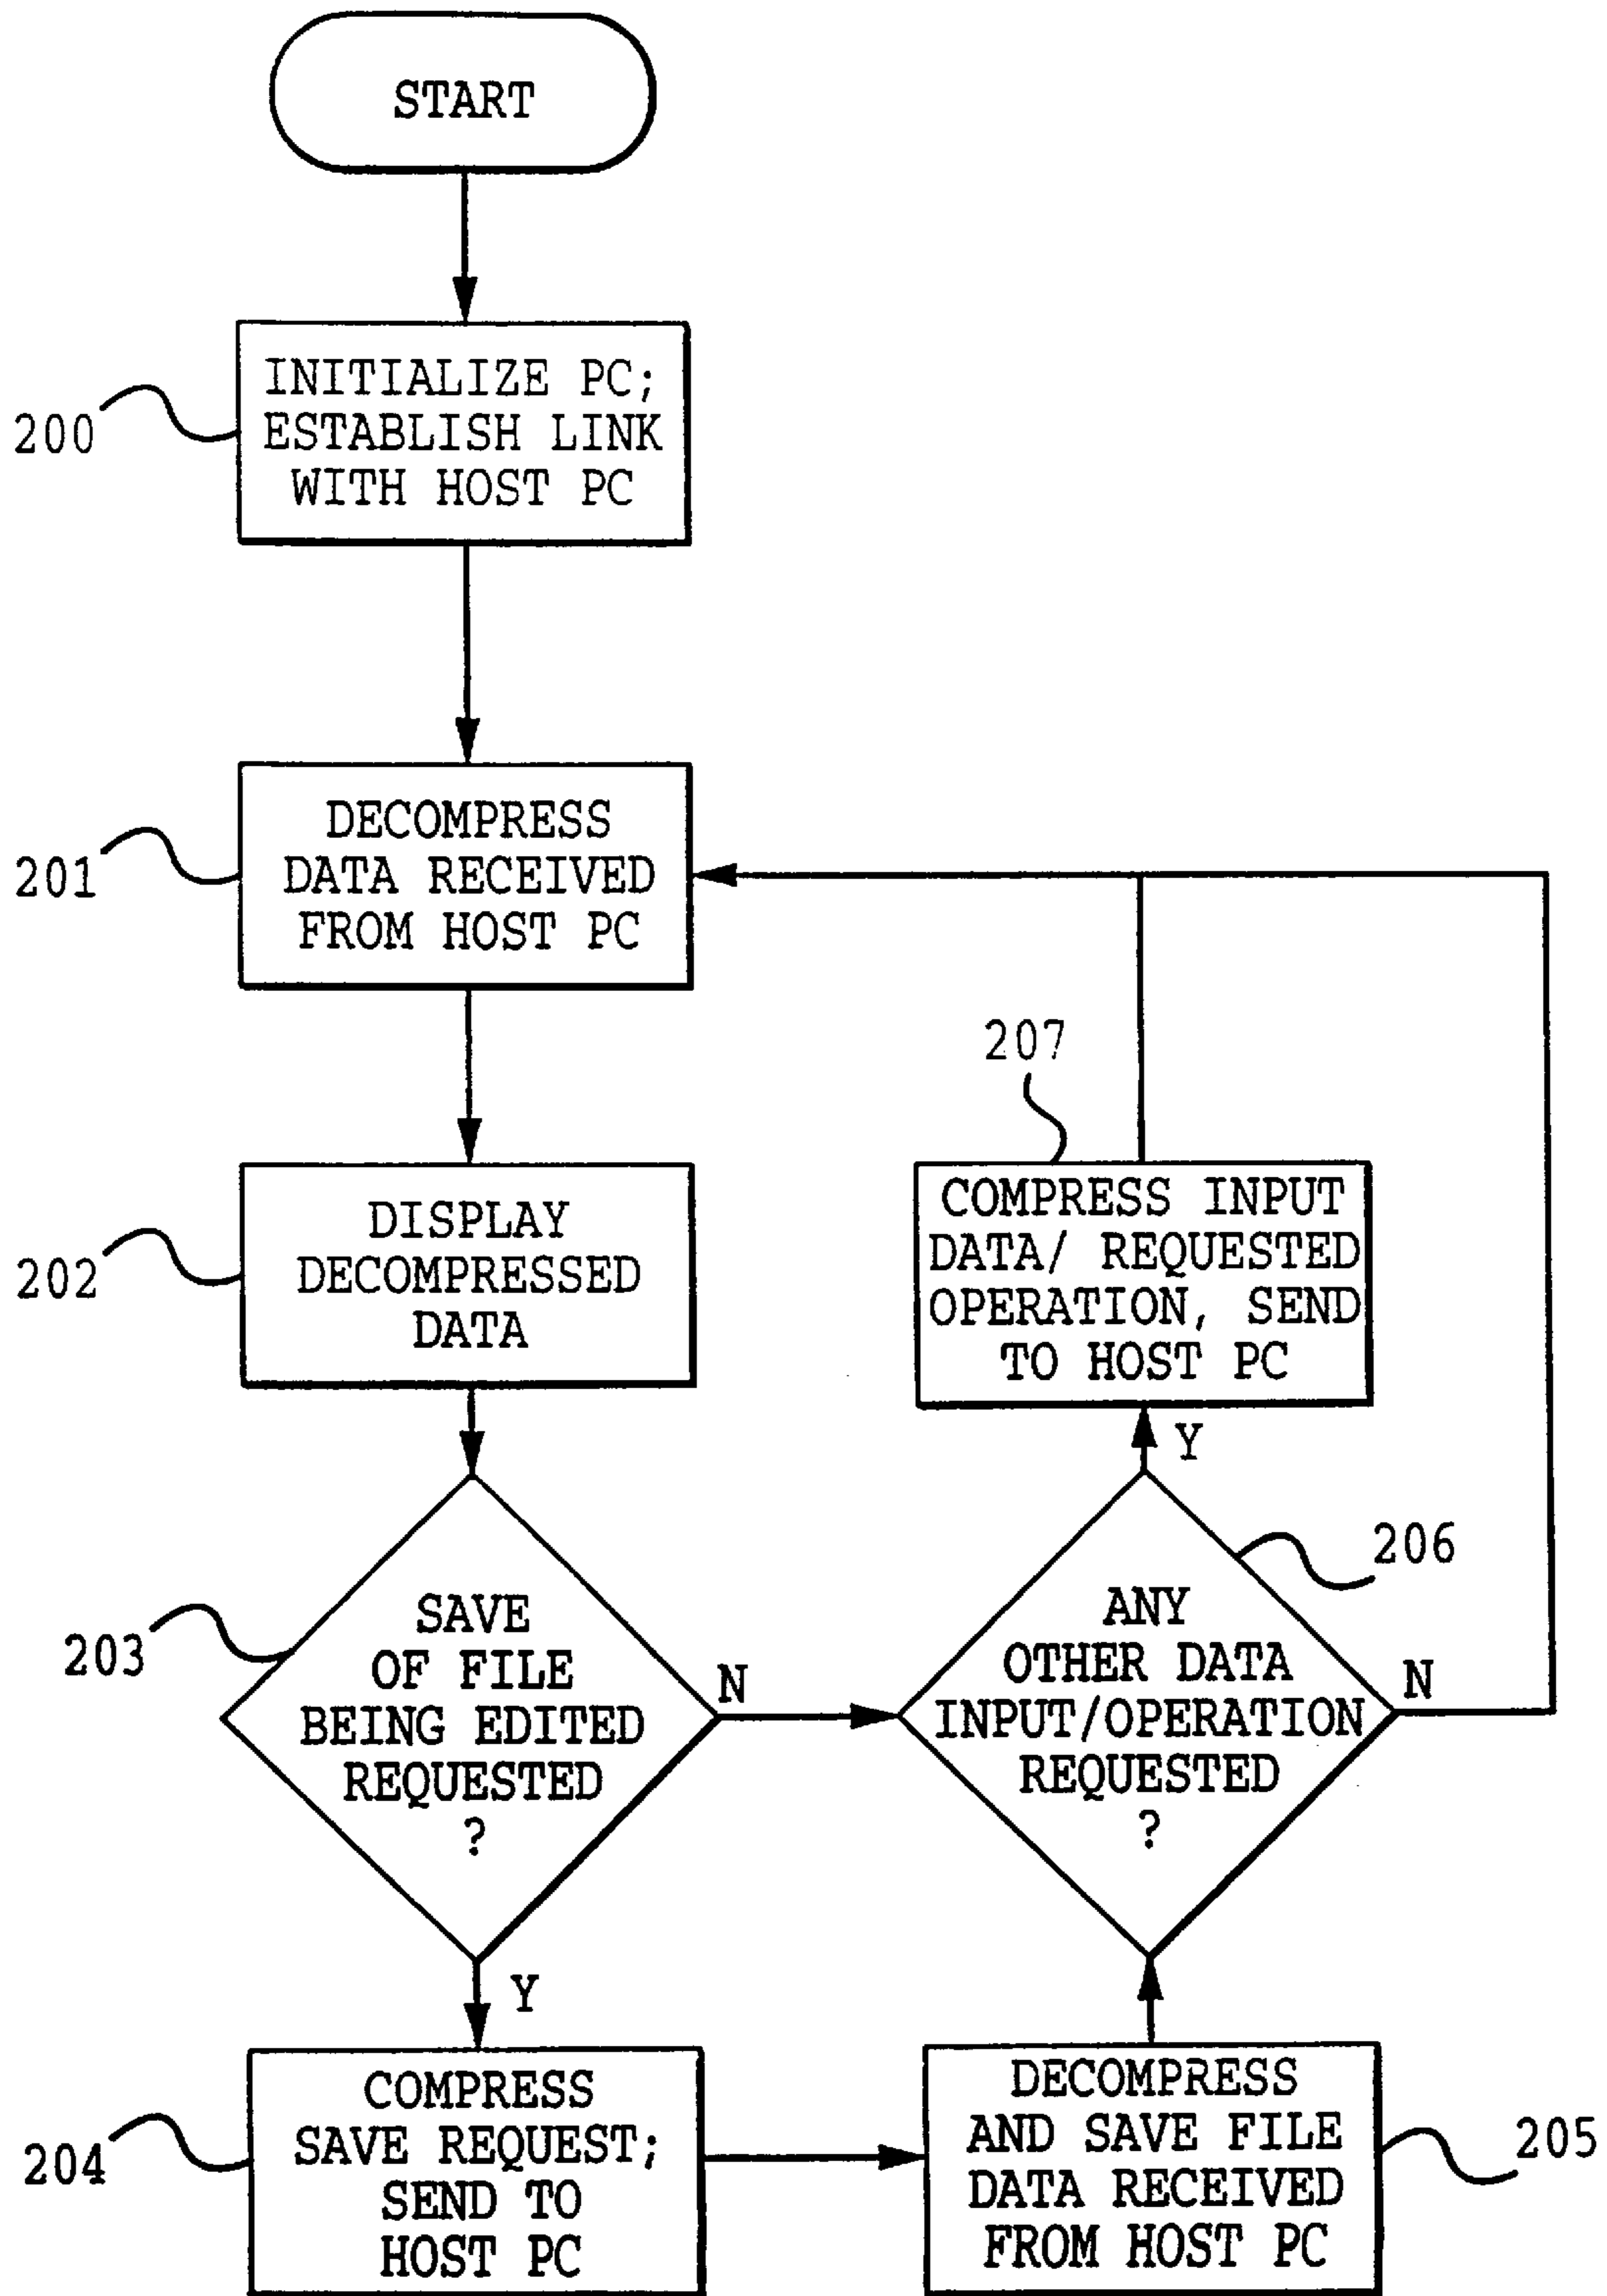 START
INITIALIZE PC;
ESTABLISH LINK
WITH HOST PC
200
DECOMPRESS
DATA RECEIVED
FROM HOST PC
201
207
DISPLAY
DECOMPRESSED
DATA
202
COMPRESS INPUT
DATA/ REQUESTED
OPERATION, SEND
TO HOST PC
Y
206
SAVE
OF FILE
BEING EDITED
REQUESTED
?
203
N
ANY
OTHER DATA
INPUT/OPERATION
REQUESTED
?
N
Y
COMPRESS
SAVE REQUEST;
SEND TO
HOST PC
204
DECOMPRESS
AND SAVE FILE
DATA RECEIVED
FROM HOST PC
205